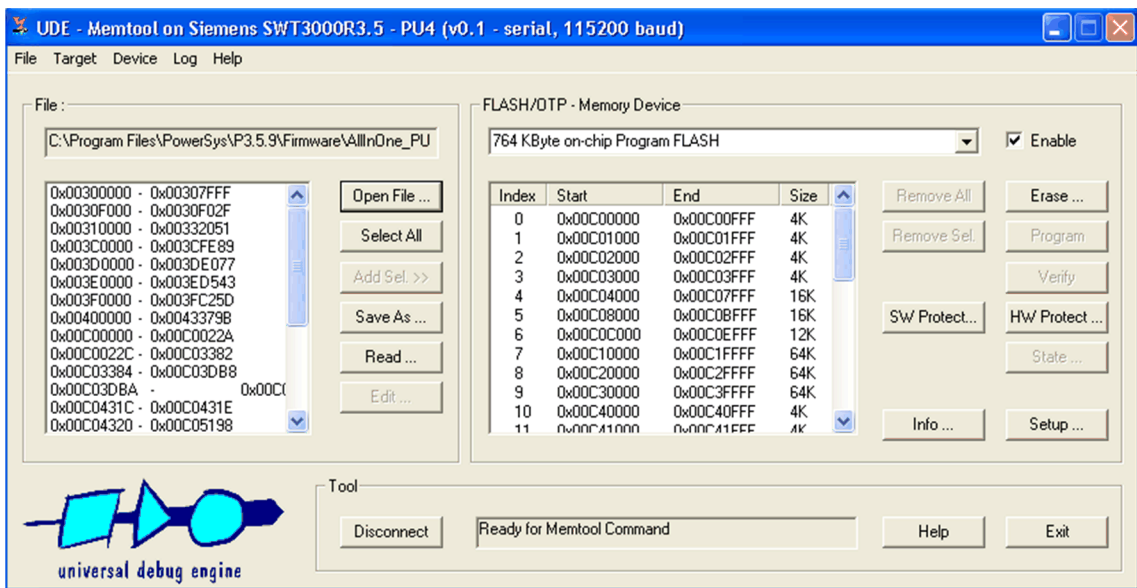 UDE - Memtool on Siemens SWT3000R3.5 - PU4 (v0.1 - serial, 115200 baud)
File Target Device Log Help
File :
C:\Program Files\PowerSys\P3.5.9\Firmware\AllInOne_PU
0x00300000 - 0x00307FFF
0x0030F000 - 0x0030F02F
0x00310000 - 0x00332051
0x003C0000 - 0x003CFE89
0x003D0000 - 0x003DE077
0x003E0000 - 0x003ED543
0x003F0000 - 0x003FC25D
0x00400000 - 0x0043379B
0x00C00000 - 0x00C0022A
0x00C0022C - 0x00C03382
0x00C03384 - 0x00C03DB8
0x00C03DBA - 0x00C0
0x00C0431C - 0x00C0431E
0x00C04320 - 0x00C05198
Open File ...
Select All
Add Sel. >>
Save As ...
Read ...
Edit ...
FLASH/OTP - Memory Device
764 KByte on-chip Program FLASH
Enable
Index Start End Size
0 0x00C00000 0x00C00FFF 4K
1 0x00C01000 0x00C01FFF 4K
2 0x00C02000 0x00C02FFF 4K
3 0x00C03000 0x00C03FFF 4K
4 0x00C04000 0x00C07FFF 16K
5 0x00C08000 0x00C0BFFF 16K
6 0x00C0C000 0x00C0EFFF 12K
7 0x00C10000 0x00C1FFFF 64K
8 0x00C20000 0x00C2FFFF 64K
9 0x00C30000 0x00C3FFFF 64K
10 0x00C40000 0x00C40FFF 4K
11 0x00C41000 0x00C41FFF 4K
Remove All
Remove Sel.
SW Protect...
Info ...
Erase ...
Program
Verify
HW Protect ...
State ...
Setup ...
universal debug engine
Tool
Disconnect
Ready for Memtool Command
Help
Exit